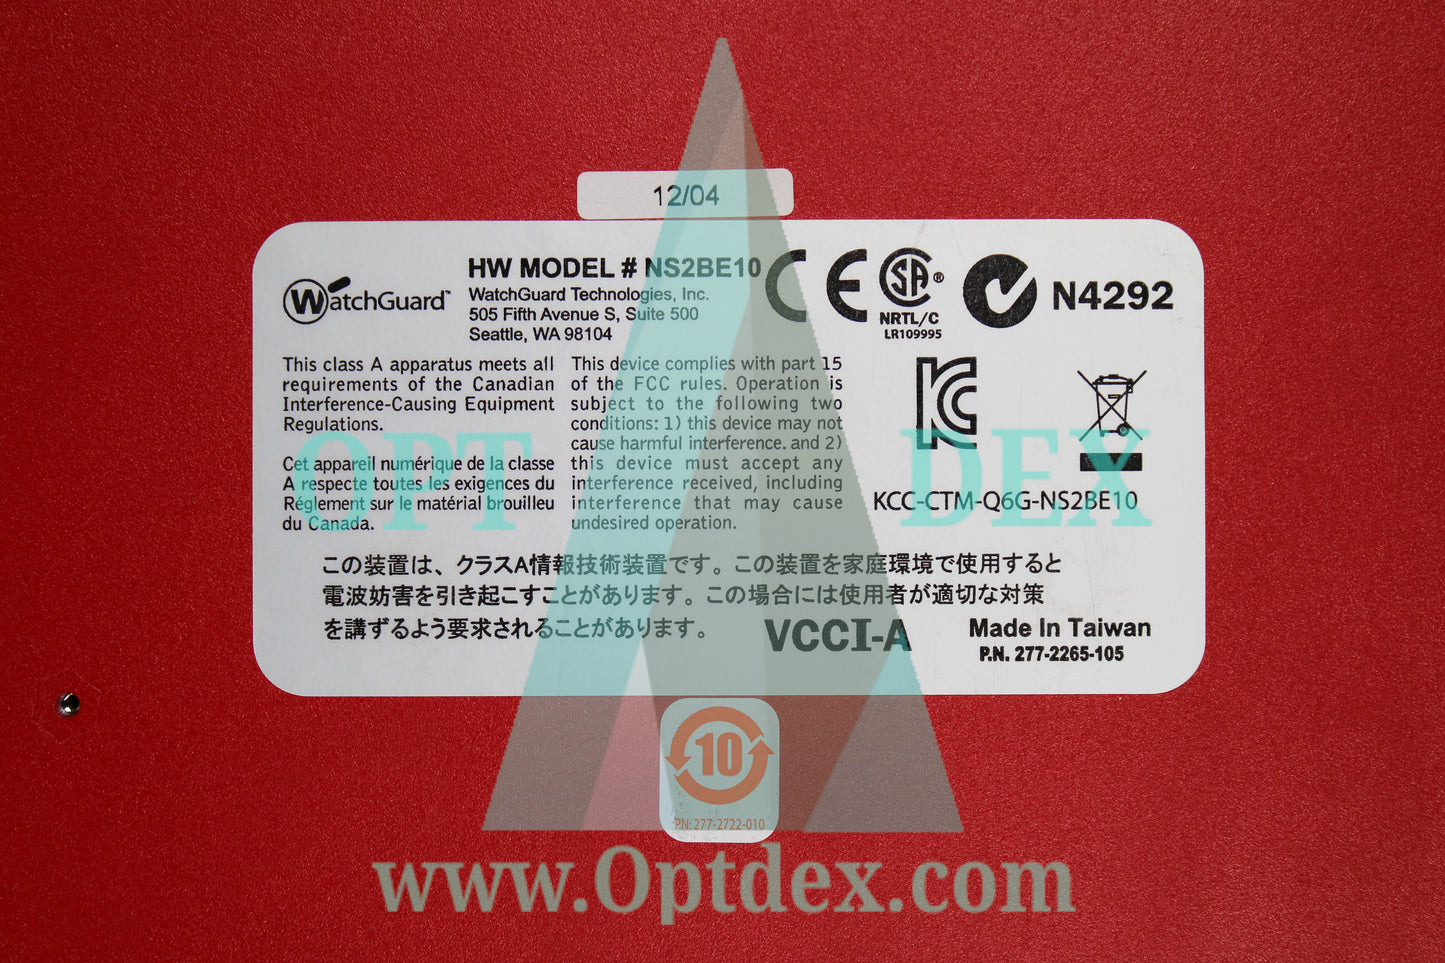 12/04
WatchGuard™
HW MODEL # NS2BE10
WatchGuard Technologies, Inc.
505 Fifth Avenue S, Suite 500
Seattle, WA 98104
CE
SA®
NRTL/C
LR109995
N4292
This class A apparatus meets all
requirements of the Canadian
Interference-Causing Equipment
Regulations.
Cet appareil numérique de la classe
A respecte toutes les exigences du
Réglement sur le matérial brouilleu
du Canada.
This device complies with part 15
of the FCC rules. Operation is
subject to the following two
conditions: 1) this device may not
cause harmful interference. and 2)
this device must accept any
interference received, including
interference that may cause
undesired operation.
KC
KCC-CTM-Q6G-NS2BE10
OPT DEX
この装置は、クラスA情報技術装置です。この装置を家庭環境で使用すると
電波妨害を引き起こすことがあります。この場合には使用者が適切な対策
を講ずるよう要求されることがあります。
VCCI-A
Made In Taiwan
P.N. 277-2265-105
10
PN:277-2722-010
www.Optdex.com